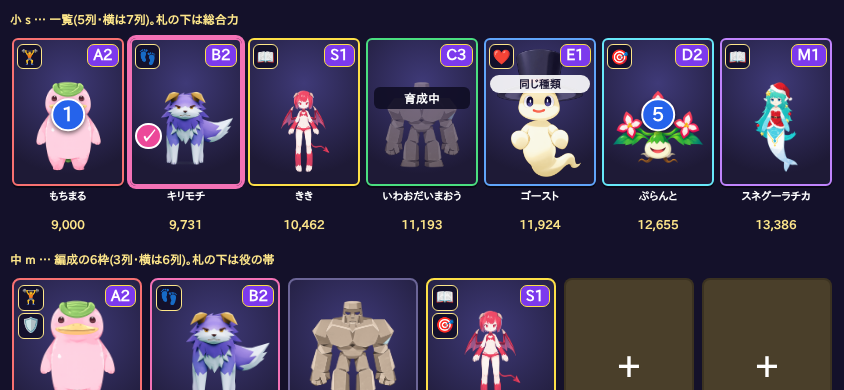 小 s … 一覧(5列・横は7列)。札の下は総合力
A2
B2
S1
C3
E1
D2
M1
育成中
同じ種類
1
5
もちまる
キリモチ
きき
いわおだいまおう
ゴースト
ぷらんと
スネグーラチカ
9,000
9,731
10,462
11,193
11,924
12,655
13,386
中 m … 編成の6枠(3列・横は6列)。札の下は役の帯
A2
B2
S1
+
+